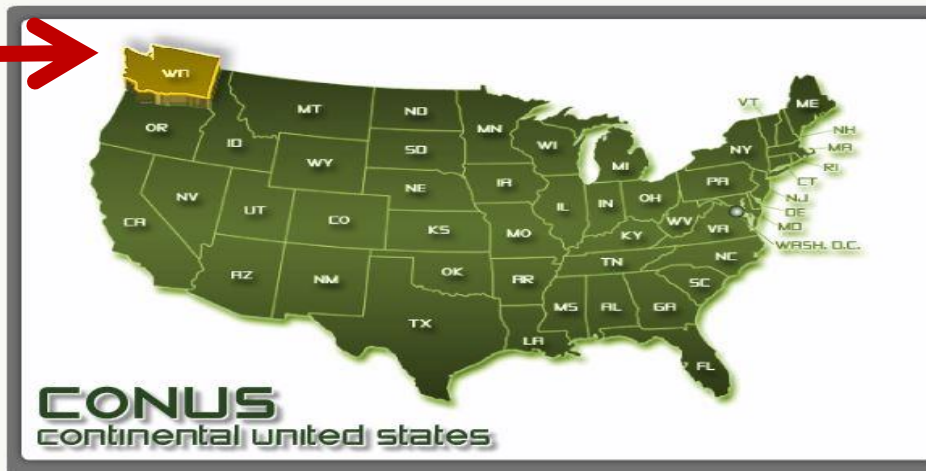 WA
MT
ND
OR
ID
MN
WI
ME
VT
NH
MA
RI
CT
NJ
DE
MD
WASH. D.C.
WY
SD
MI
NY
NV
UT
CO
NE
IA
IL
IN
OH
PA
WV
VA
CA
KS
MO
KY
AZ
NM
OK
AR
TN
NC
SC
TX
LA
MS
AL
GA
FL
CONUS
continental united states